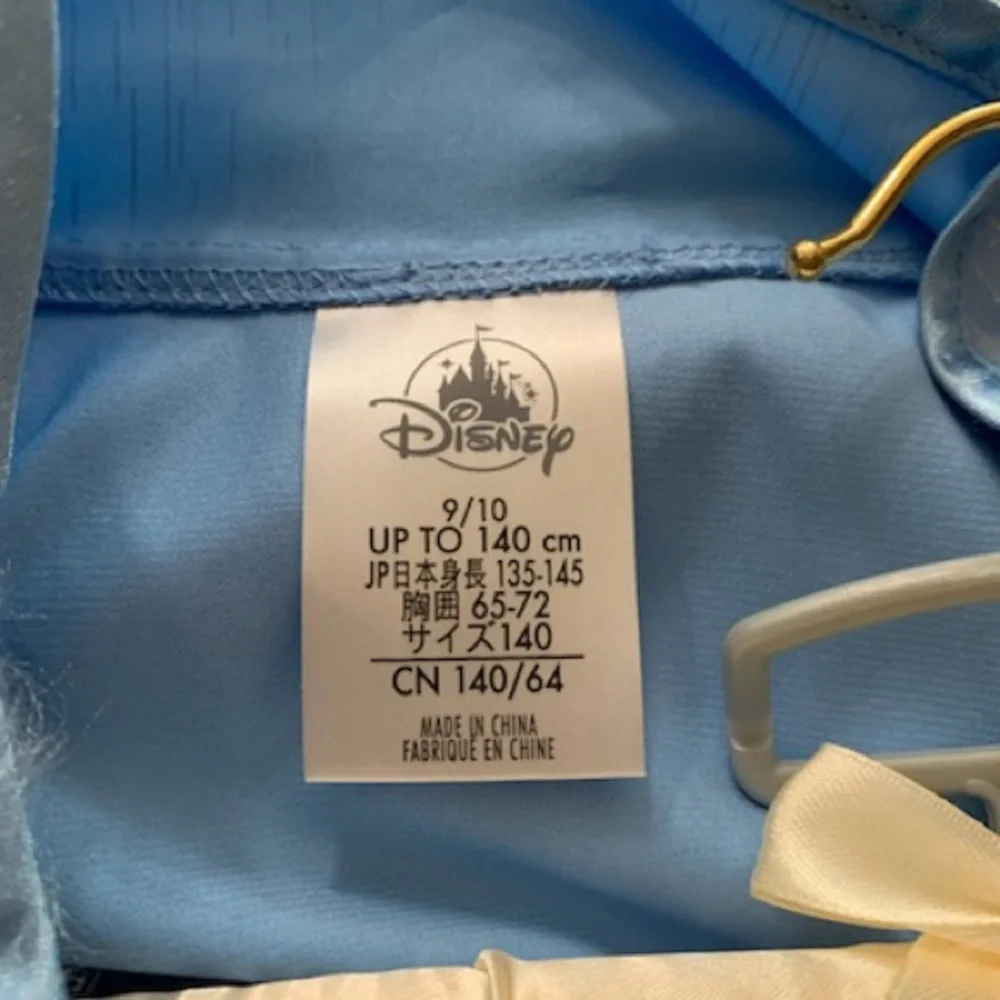 Disney
9/10
UP TO 140 cm
JP日本身長 135-145
胸囲 65-72
サイズ140
CN 140/64
MADE IN CHINA
FABRIQUÉ EN CHINE